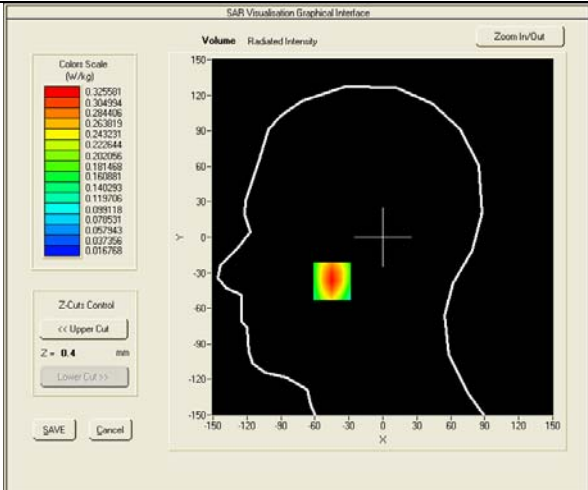 SAR Visualisation Graphical Interface
Volume Radiated Intensity
Zoom In/Out
Colors Scale
(W/kg)
0.325581
0.304994
0.284406
0.263819
0.243231
0.222644
0.202056
0.181468
0.160881
0.140293
0.119706
0.099118
0.078531
0.057943
0.037356
0.016768
Z-Cuts Control
<< Upper Cut
Z = 0.4 mm
Lower Cut >>
SAVE Cancel
150
120
90
60
30
0
-30
-60
-90
-120
-150
Y
-150 -120 -90 -60 -30 0 30 60 90 120 150
X